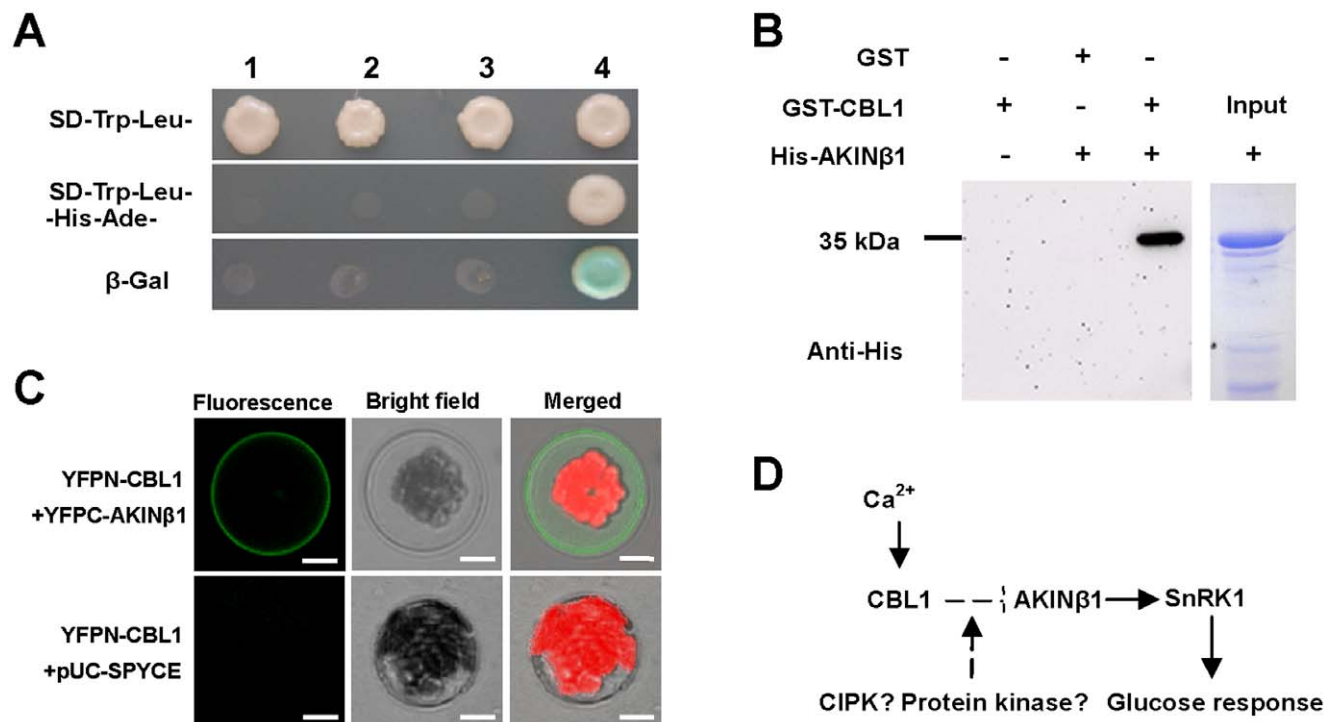 A
1 2 3 4
SD-Trp-Leu-
SD-Trp-Leu-
-His-Ade-
β-Gal
B
GST - + -
GST-CBL1 + - + Input
His-AKINβ1 - + + +
35 kDa
Anti-His
C
Fluorescence Bright field Merged
YFPN-CBL1
+YFPC-AKINβ1
YFPN-CBL1
+pUC-SPYCE
D
Ca²⁺
CBL1 AKINβ1 SnRK1
CIPK? Protein kinase? Glucose response